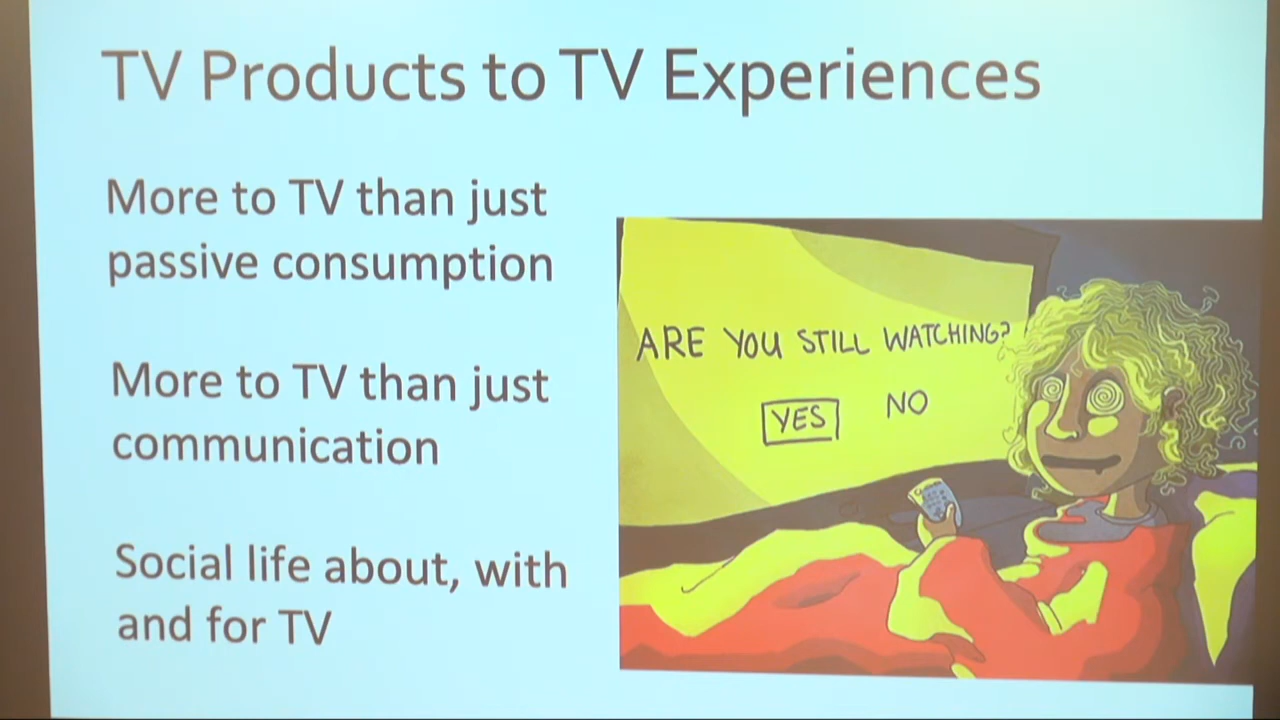 TV Products to TV Experiences
More to TV than just
passive consumption
More to TV than just
communication
Social life about, with
and for TV
ARE YOU STILL WATCHING?
YES NO